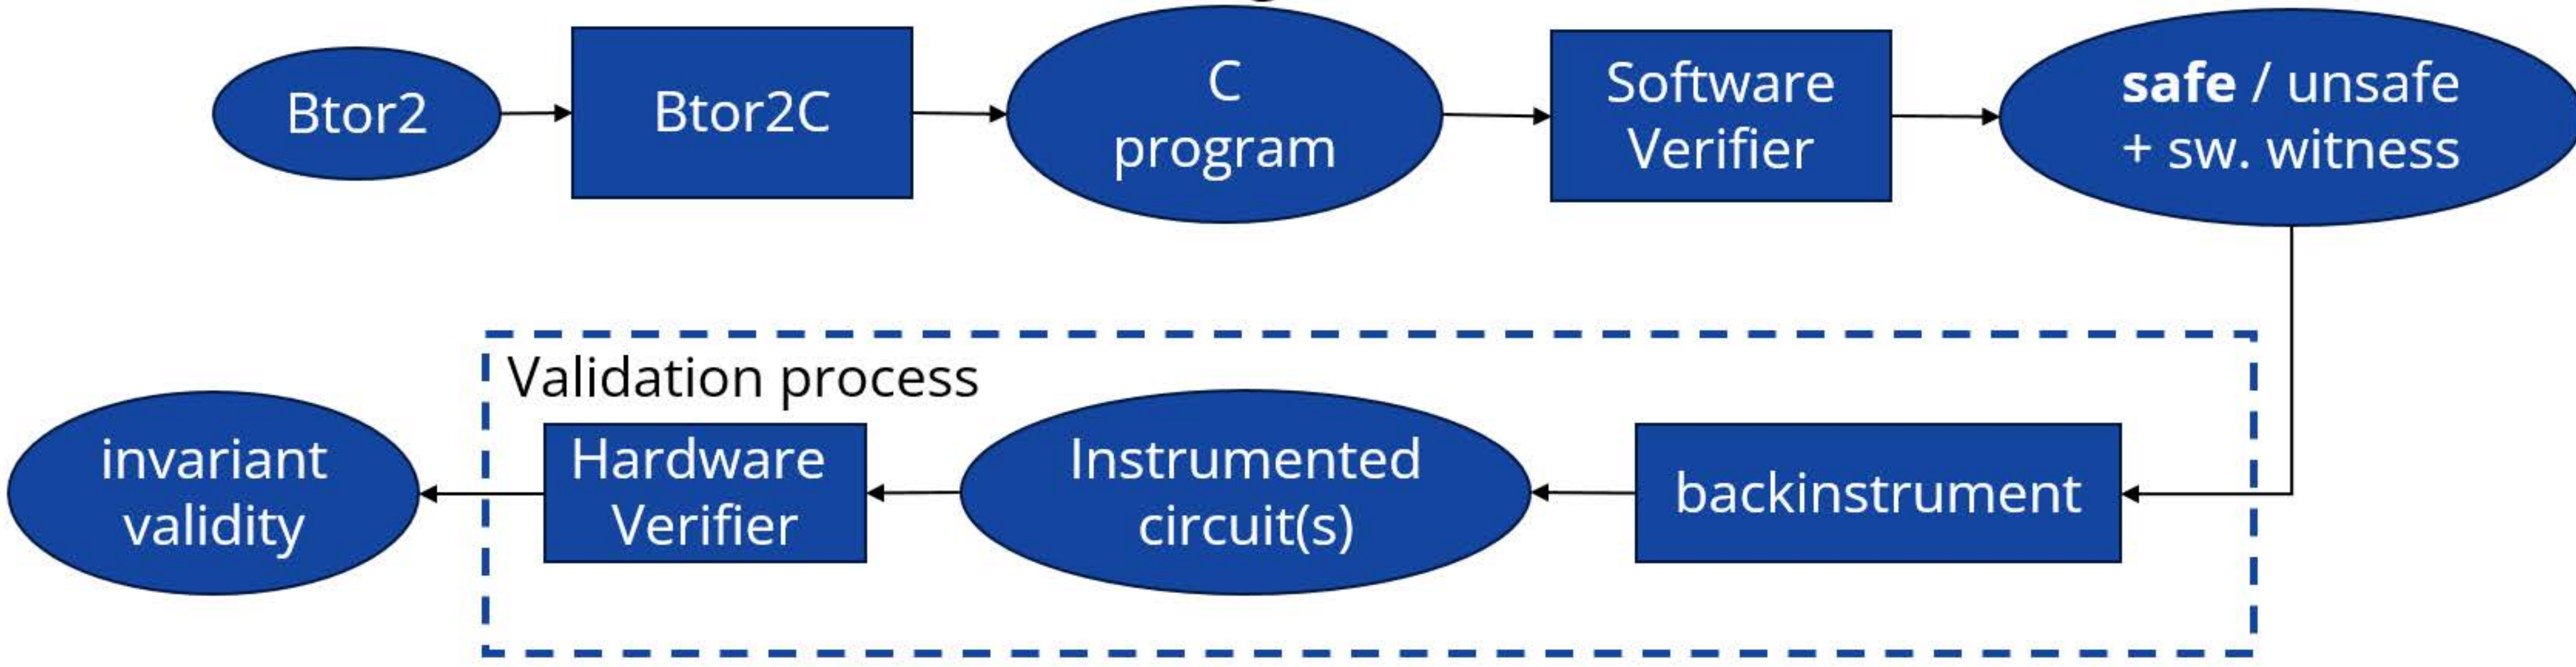 Btor2
Btor2C
C
program
Software
Verifier
safe / unsafe
+ sw. witness
Validation process
invariant
validity
Hardware
Verifier
Instrumented
circuit(s)
backinstrument